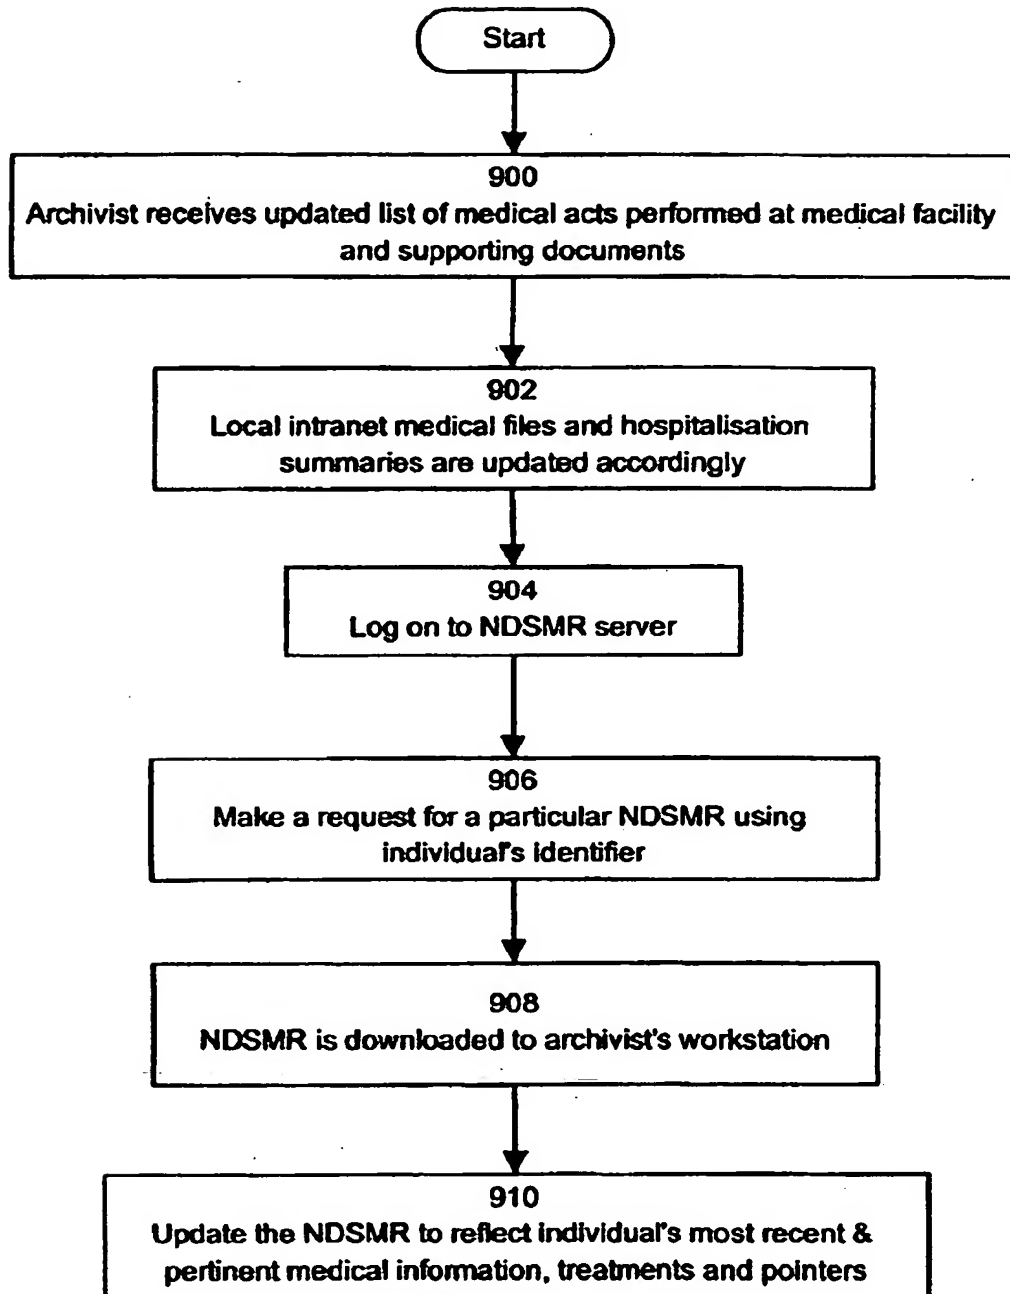 Start
900
Archivist receives updated list of medical acts performed at medical facility
and supporting documents
902
Local intranet medical files and hospitalisation
summaries are updated accordingly
904
Log on to NDSMR server
906
Make a request for a particular NDSMR using
individual's identifier
908
NDSMR is downloaded to archivist's workstation
910
Update the NDSMR to reflect individual's most recent &
pertinent medical information, treatments and pointers